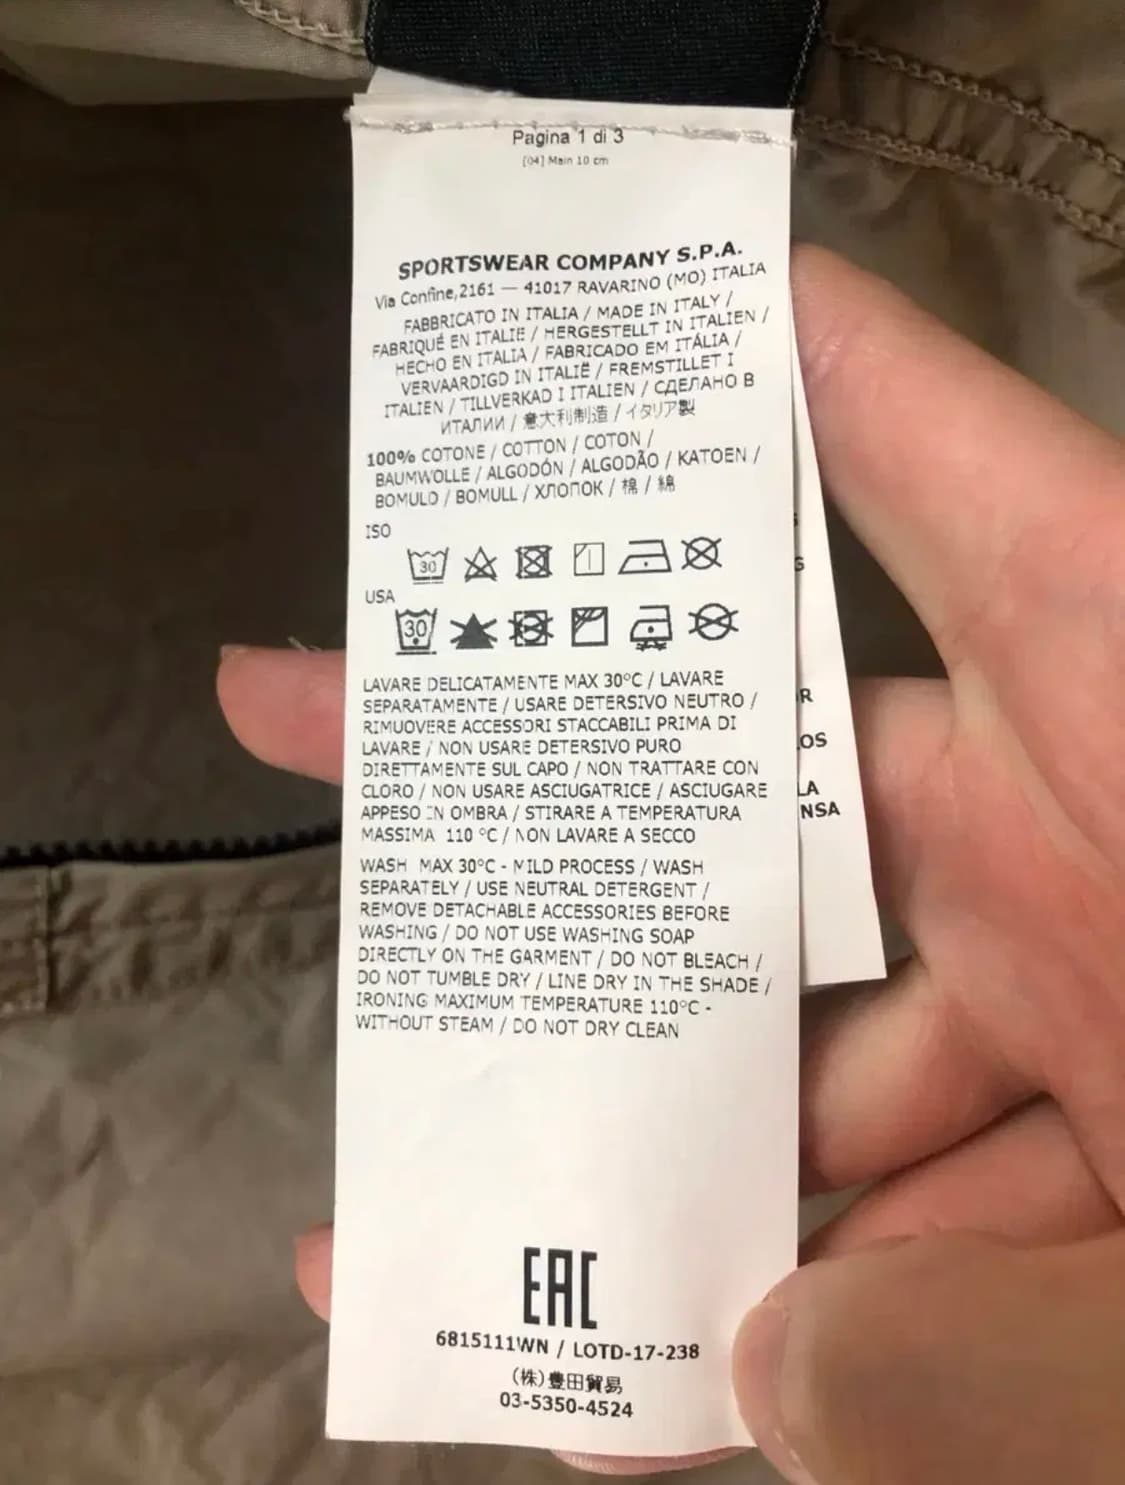 Pagina 1 di 3
[04] Main 10 cm
SPORTSWEAR COMPANY S.P.A.
Via Confine,2161 — 41017 RAVARINO (MO) ITALIA
FABBRICATO IN ITALIA / MADE IN ITALY /
FABRIQUÉ EN ITALIE / HERGESTELLT IN ITALIEN /
HECHO EN ITALIA / FABRICADO EM ITÁLIA /
VERVAARDIGD IN ITALIË / FREMSTILLET I
ITALIEN / TILLVERKAD I ITALIEN / СДЕЛАНО В
ИТАЛИИ / 意大利制造 / イタリア製
100% COTONE / COTTON / COTON /
BAUMWOLLE / ALGODÓN / ALGODÃO / KATOEN /
BOMULD / BOMULL / ХЛОПОК / 棉 / 綿
ISO
30
USA
30
LAVARE DELICATAMENTE MAX 30°C / LAVARE
SEPARATAMENTE / USARE DETERSIVO NEUTRO /
RIMUOVERE ACCESSORI STACCABILI PRIMA DI
LAVARE / NON USARE DETERSIVO PURO
DIRETTAMENTE SUL CAPO / NON TRATTARE CON
CLORO / NON USARE ASCIUGATRICE / ASCIUGARE
APPESO IN OMBRA / STIRARE A TEMPERATURA
MASSIMA 110 °C / NON LAVARE A SECCO
WASH MAX 30°C - MILD PROCESS / WASH
SEPARATELY / USE NEUTRAL DETERGENT /
REMOVE DETACHABLE ACCESSORIES BEFORE
WASHING / DO NOT USE WASHING SOAP
DIRECTLY ON THE GARMENT / DO NOT BLEACH /
DO NOT TUMBLE DRY / LINE DRY IN THE SHADE /
IRONING MAXIMUM TEMPERATURE 110°C -
WITHOUT STEAM / DO NOT DRY CLEAN
EAC
6815111WN / LOTD-17-238
(株)豊田貿易
03-5350-4524